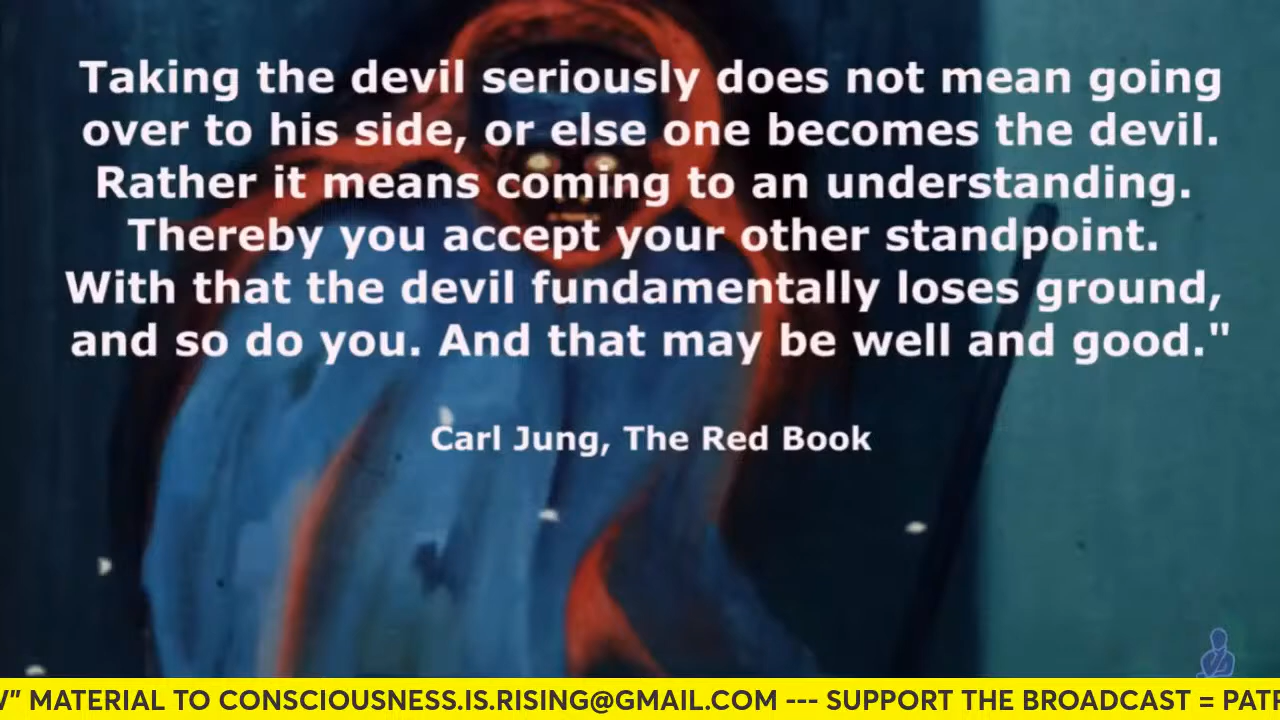 Taking the devil seriously does not mean going
over to his side, or else one becomes the devil.
Rather it means coming to an understanding.
Thereby you accept your other standpoint.
With that the devil fundamentally loses ground,
and so do you. And that may be well and good."
Carl Jung, The Red Book
" MATERIAL TO CONSCIOUSNESS.IS.RISING@GMAIL.COM --- SUPPORT THE BROADCAST =